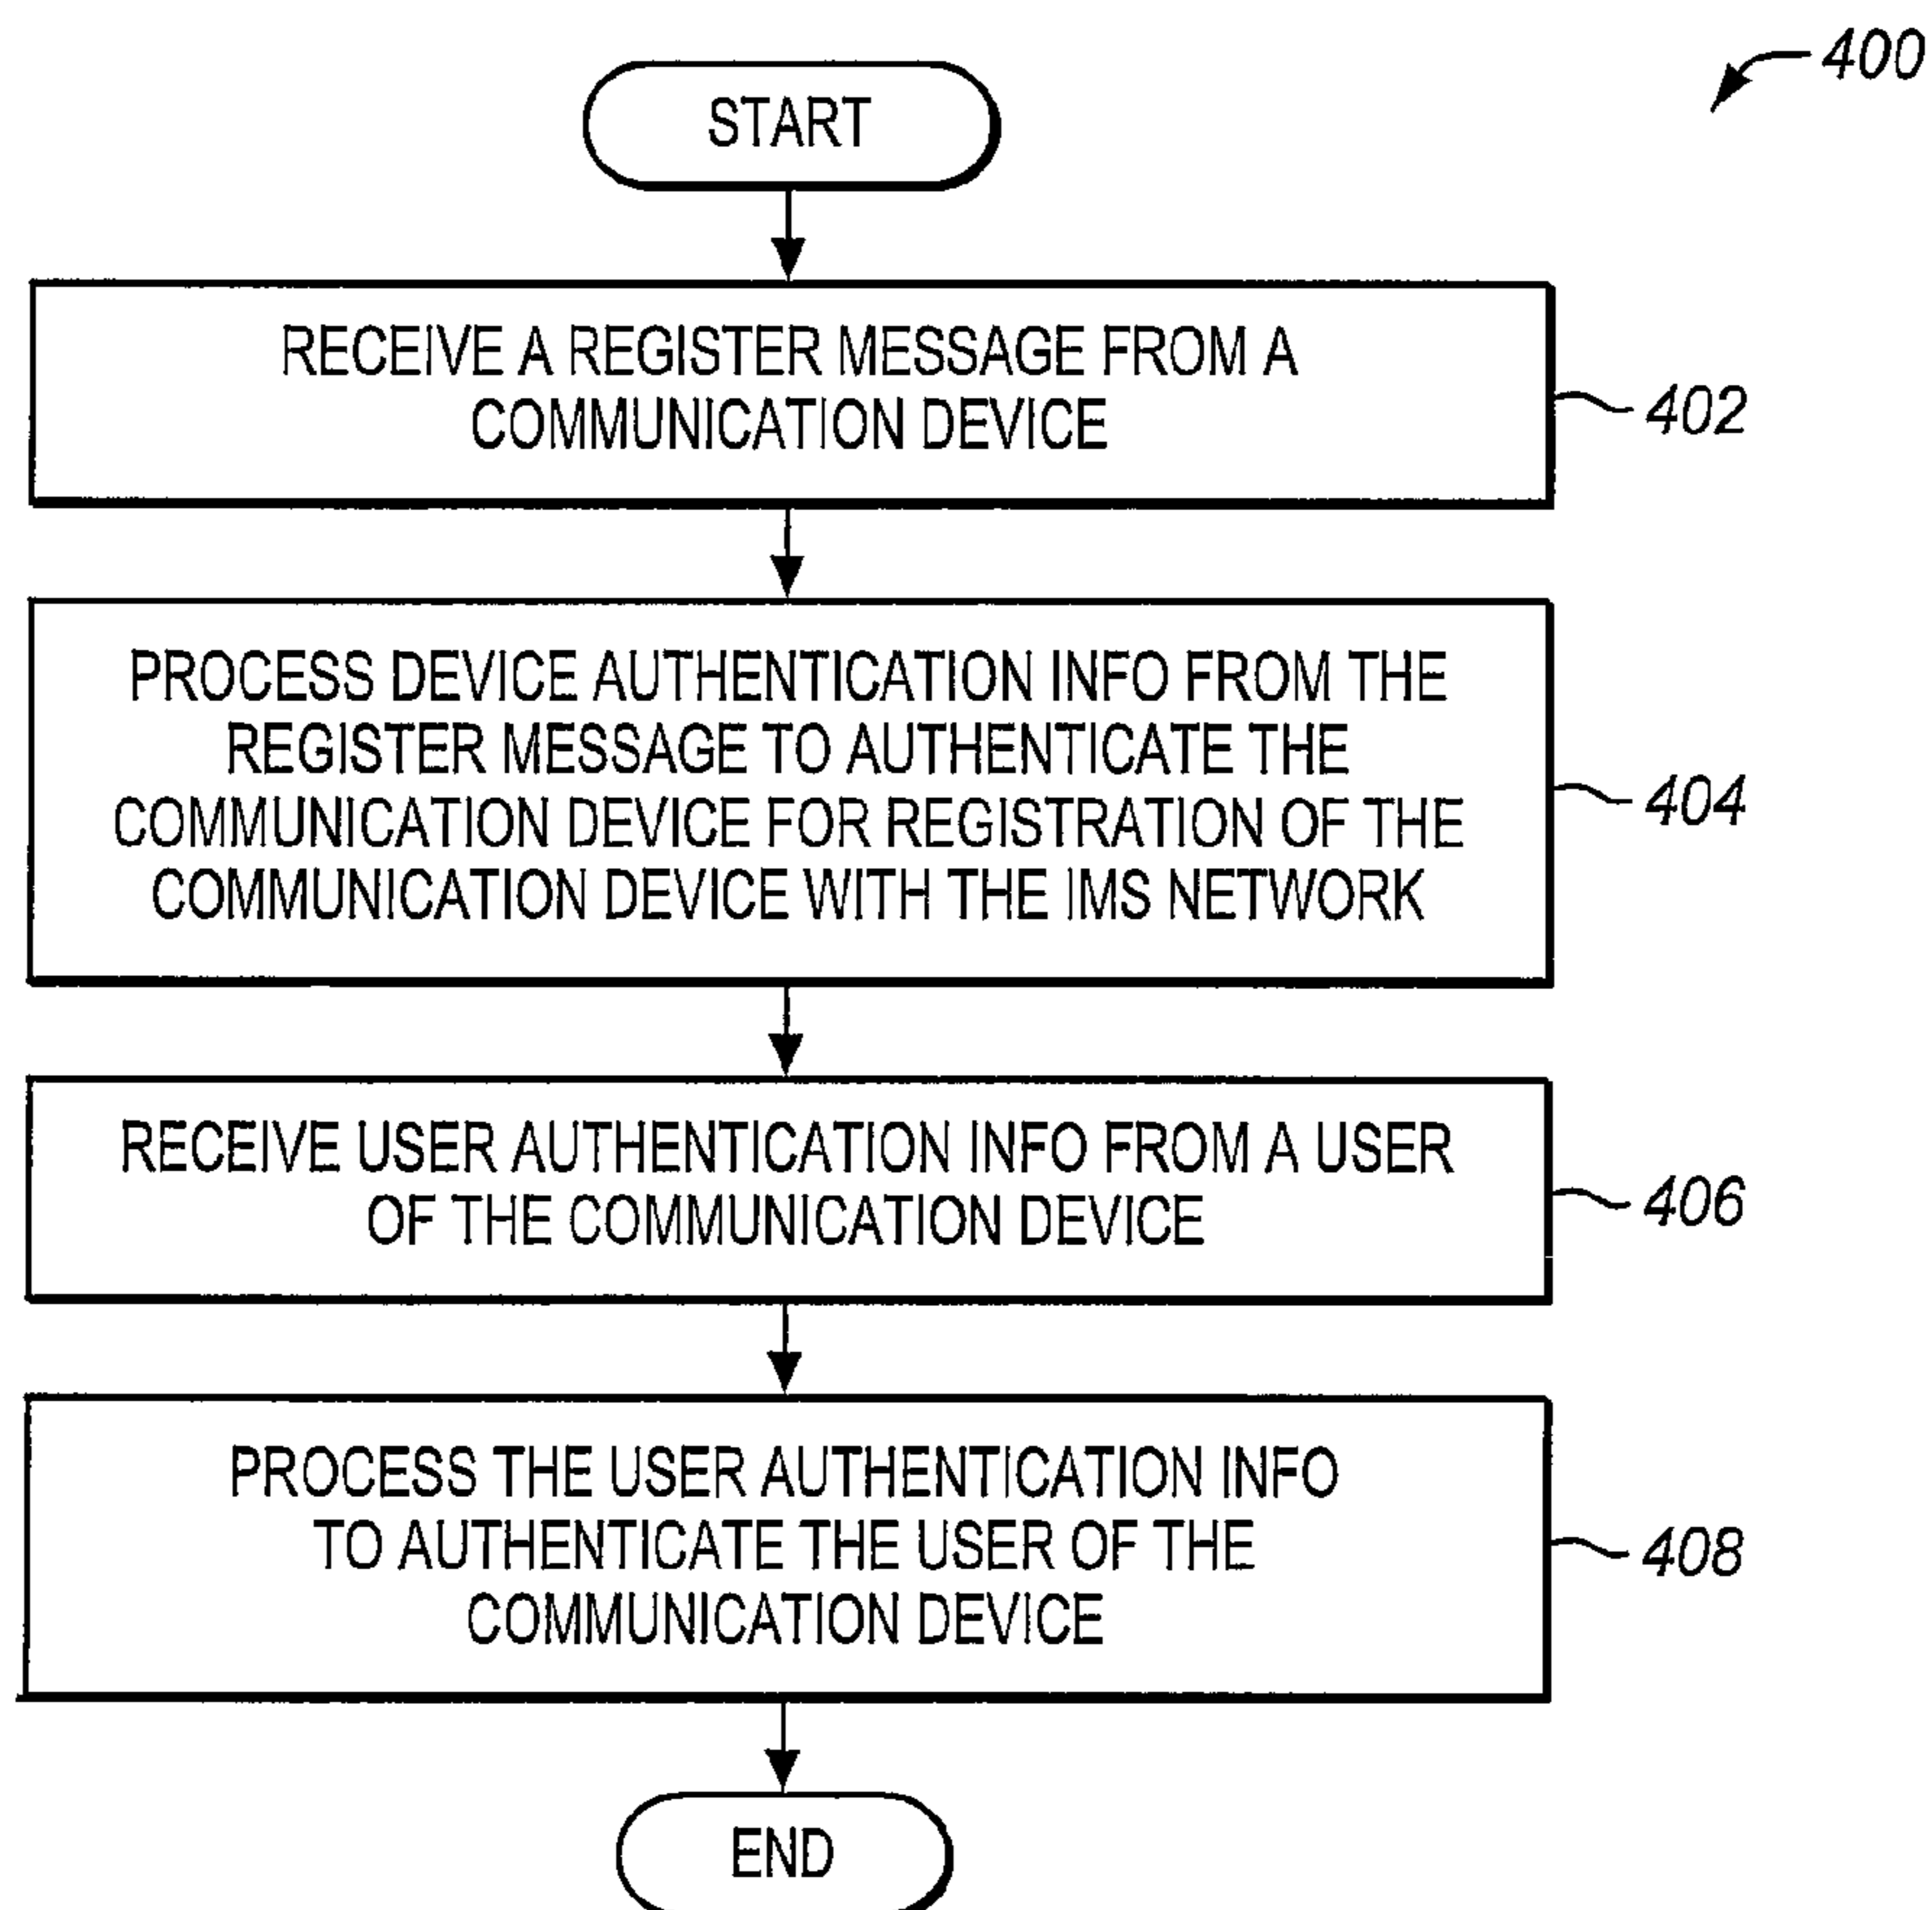 400
START
RECEIVE A REGISTER MESSAGE FROM A
COMMUNICATION DEVICE
402
PROCESS DEVICE AUTHENTICATION INFO FROM THE
REGISTER MESSAGE TO AUTHENTICATE THE
COMMUNICATION DEVICE FOR REGISTRATION OF THE
COMMUNICATION DEVICE WITH THE IMS NETWORK
404
RECEIVE USER AUTHENTICATION INFO FROM A USER
OF THE COMMUNICATION DEVICE
406
PROCESS THE USER AUTHENTICATION INFO
TO AUTHENTICATE THE USER OF THE
COMMUNICATION DEVICE
408
END